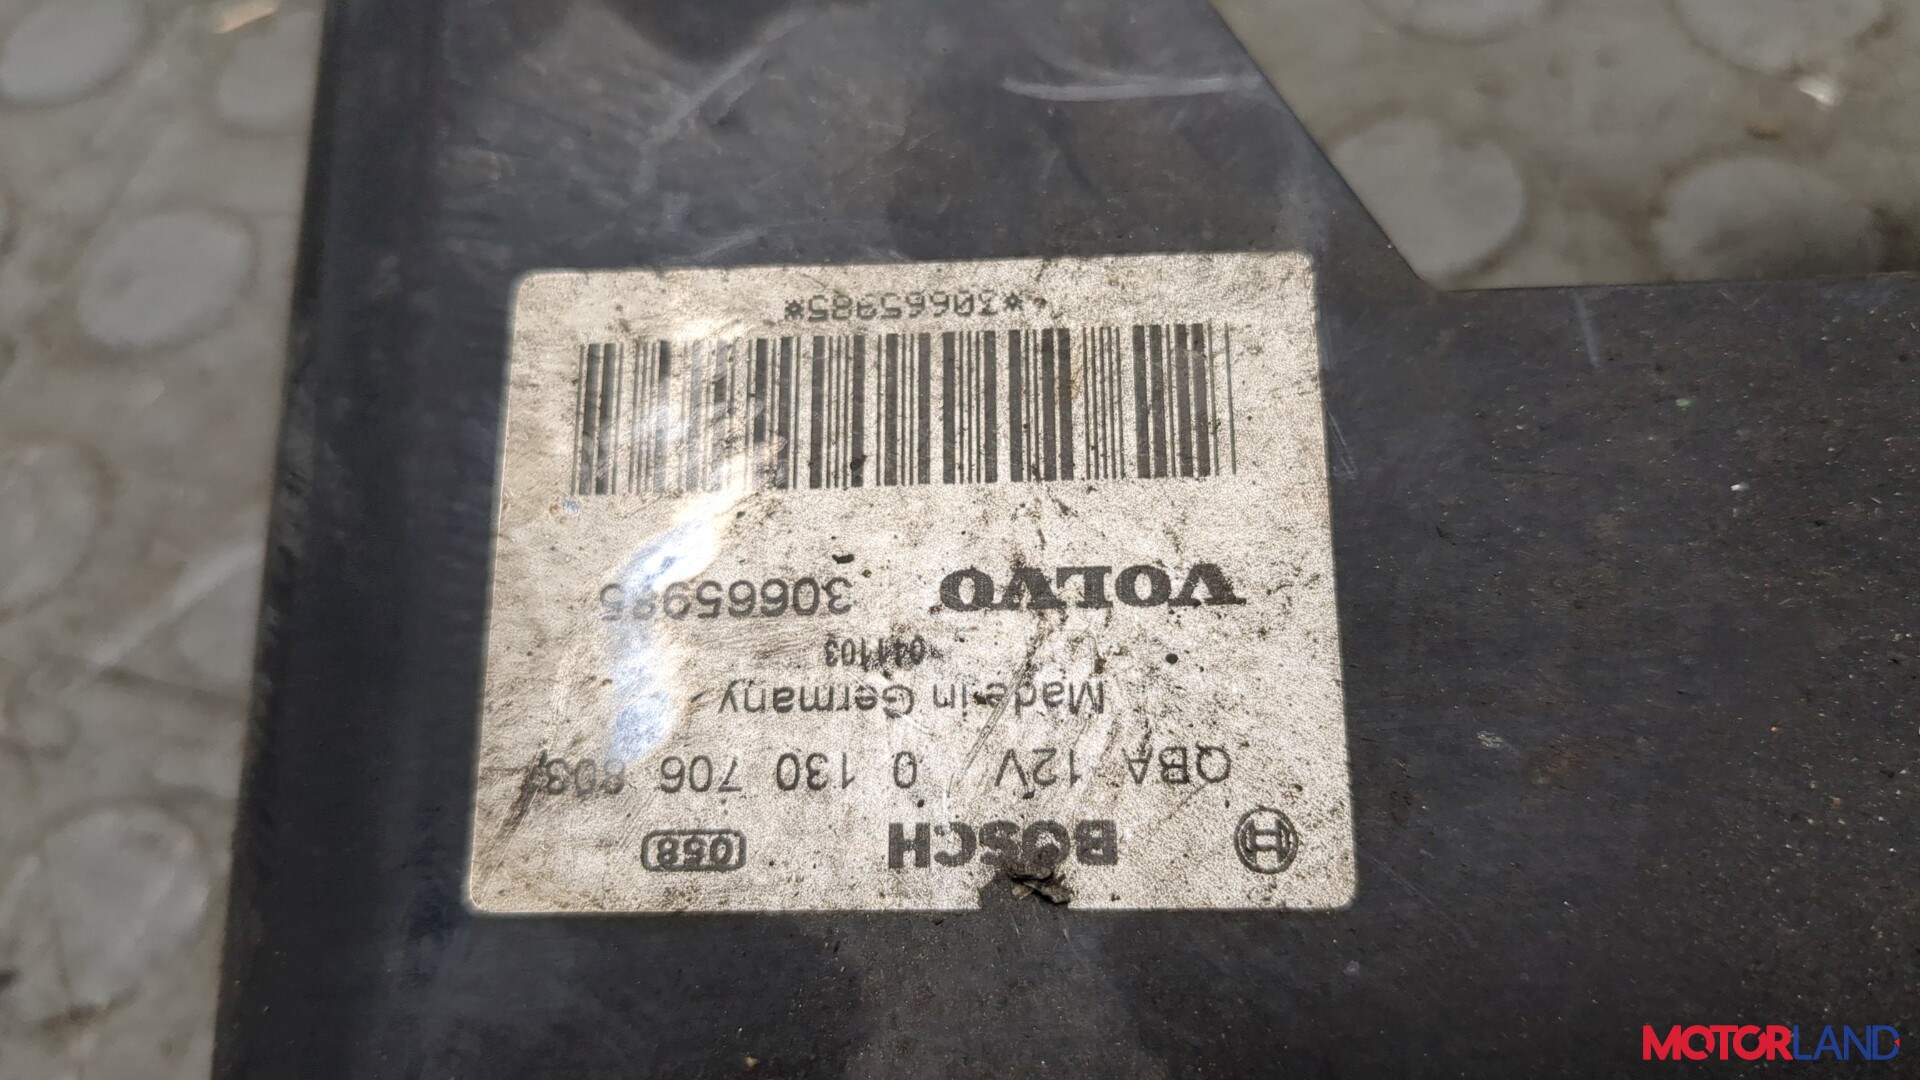 BOSCH 058
QBA 12V 0 130 706 803
Made in Germany
041103
VOLVO 30665985
*30665985*
MOTORLAND